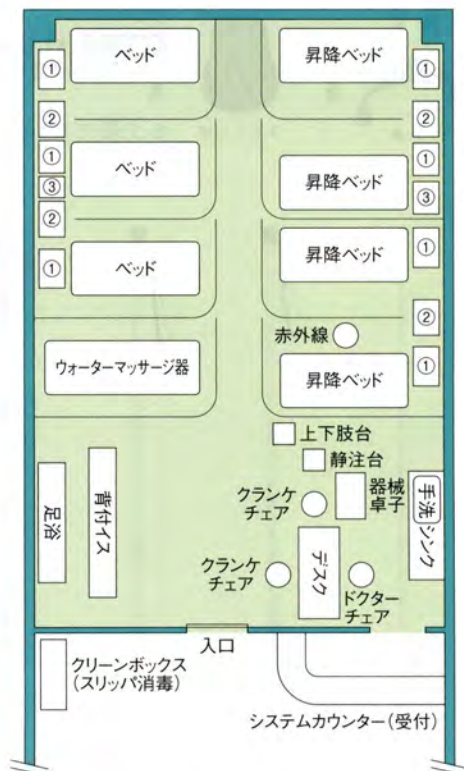 ベッド
昇降ベッド
①
①
②
②
①
①
ベッド
昇降ベッド
③
③
②
①
昇降ベッド
①
ベッド
②
赤外線
①
ウォーターマッサージ器
昇降ベッド
上下肢台
静注台
器械
卓子
クランケ
チェア
手洗
シンク
足浴
背付イス
デスク
クランケ
チェア
ドクター
チェア
入口
クリーンボックス
(スリッパ消毒)
システムカウンター(受付)